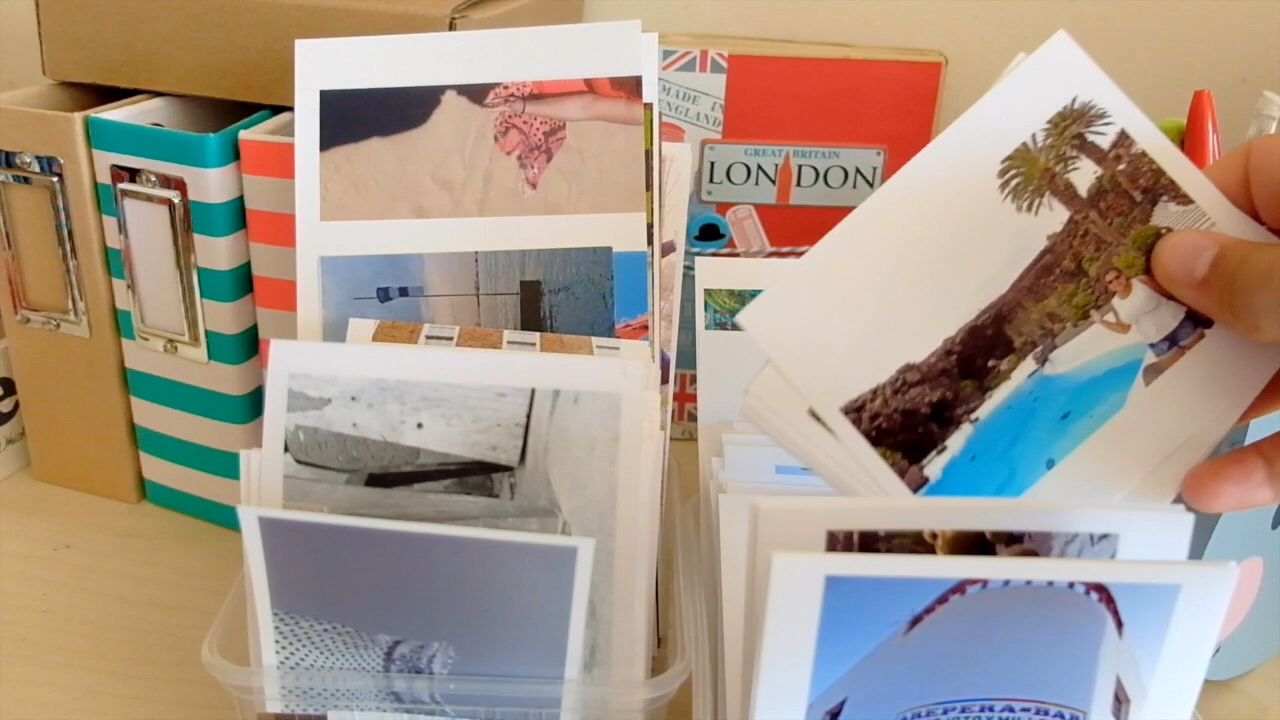 MADE IN
ENGLAND
GREAT BRITAIN
LONDON
e
AREPERA-BAR